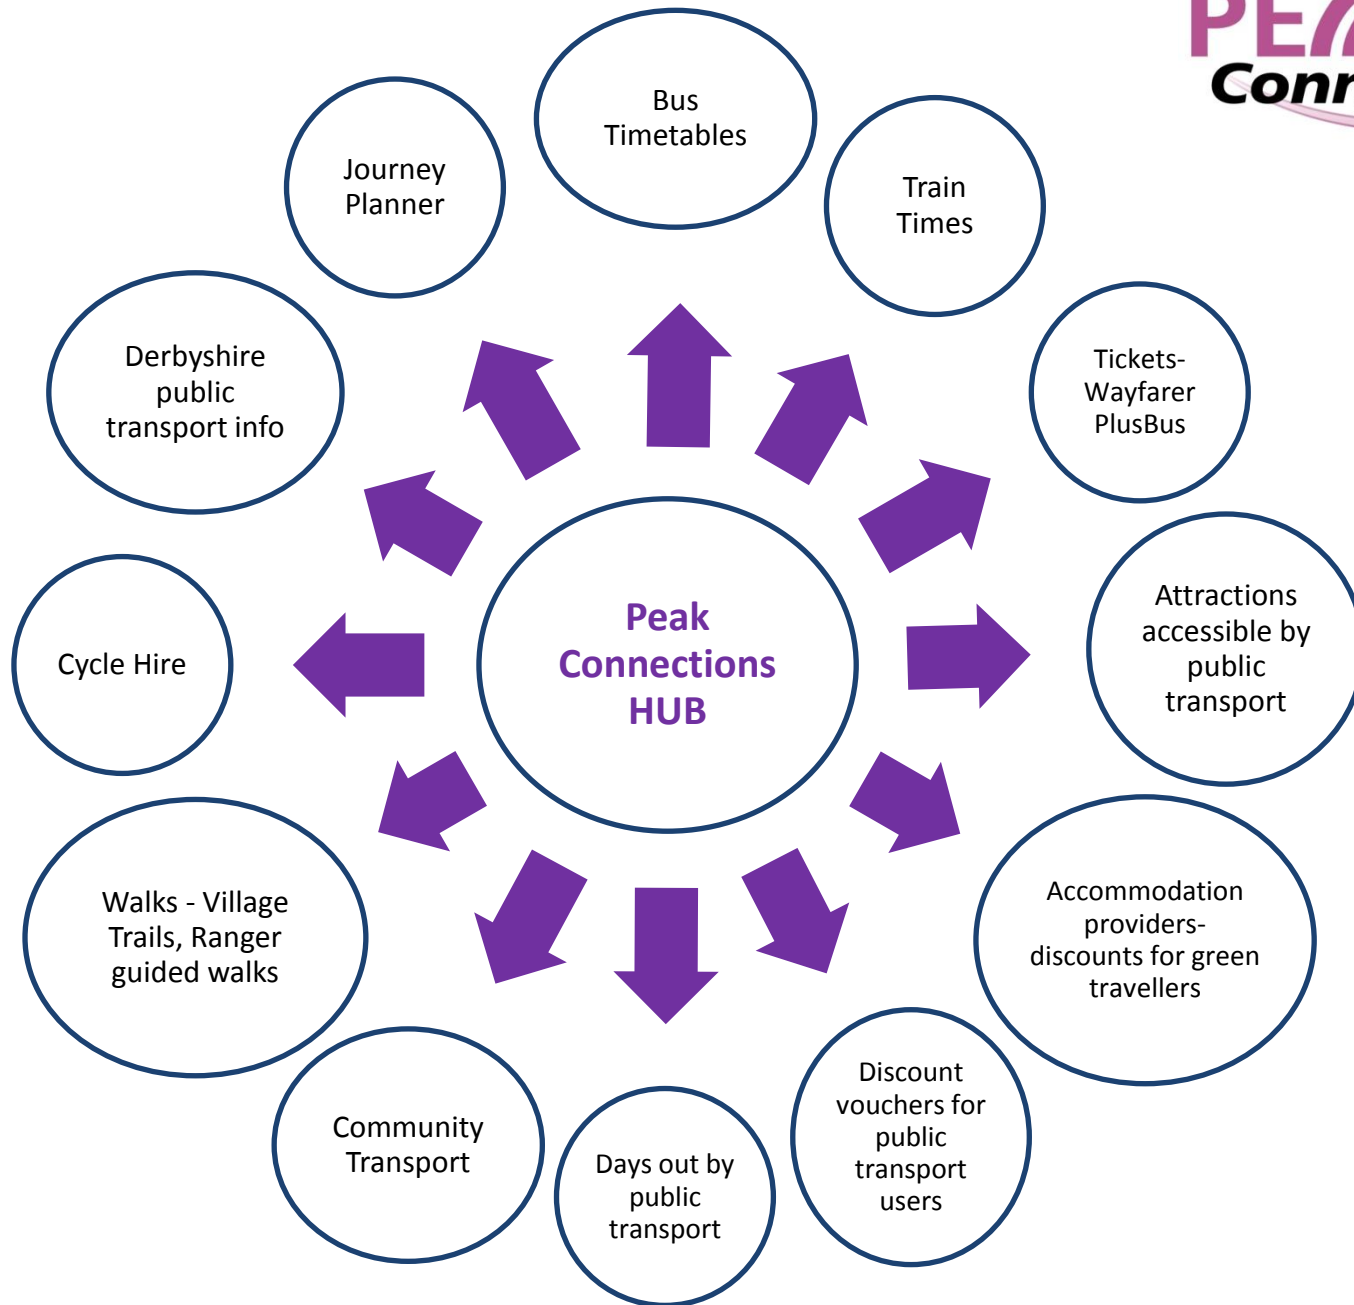 PE
Conn
Bus
Timetables
Journey
Planner
Train
Times
Derbyshire
public
transport info
Tickets-
Wayfarer
PlusBus
Peak
Connections
HUB
Attractions
accessible by
public
transport
Cycle Hire
Walks - Village
Trails, Ranger
guided walks
Accommodation
providers-
discounts for green
travellers
Community
Transport
Days out by
public
transport
Discount
vouchers for
public
transport
users